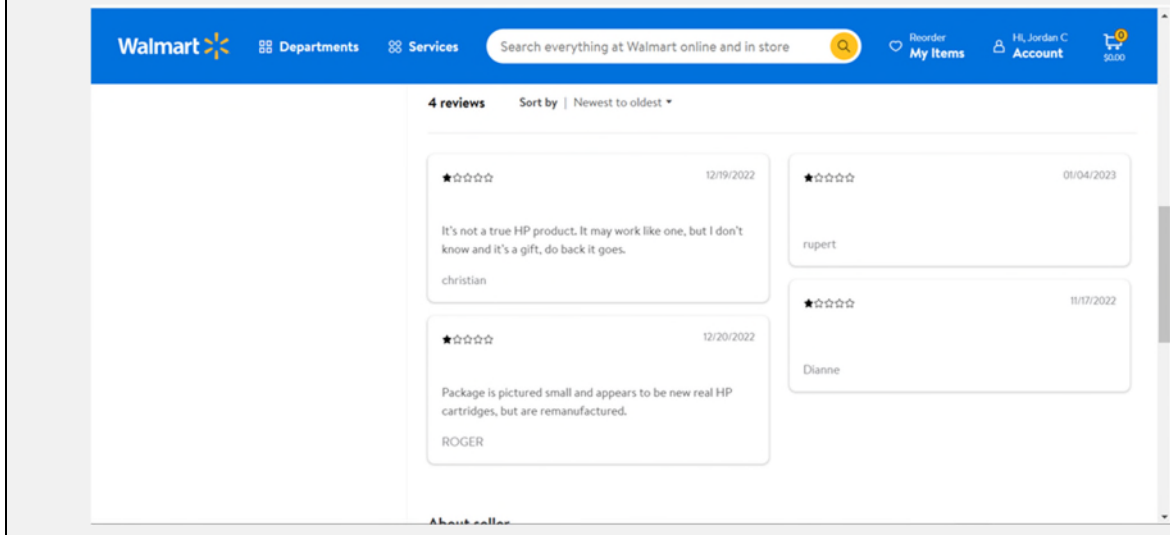 Walmart
Departments
Services
Search everything at Walmart online and in store
Reorder
My Items
Hi, Jordan C
Account
0
$0.00
4 reviews
Sort by | Newest to oldest
12/19/2022
It's not a true HP product. It may work like one, but I don't
know and it's a gift, do back it goes.
christian
12/20/2022
Package is pictured small and appears to be new real HP
cartridges, but are remanufactured.
ROGER
01/04/2023
rupert
11/17/2022
Dianne
About seller